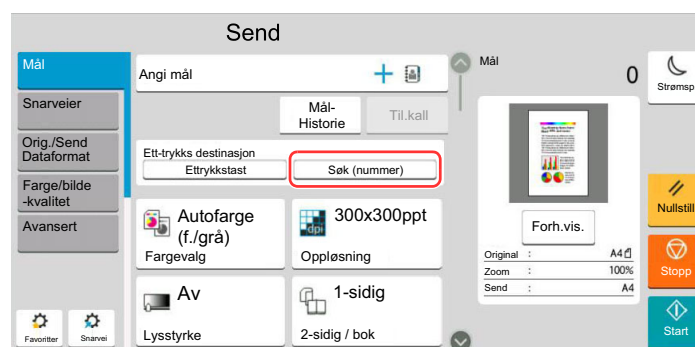 Send
Mål
Snarveier
Orig./Send
Dataformat
Farge/bilde
-kvalitet
Avansert
Favoritter
Snarvei
Angi mål
Mål-
Historie
Til.kall
Ett-trykks destinasjon
Ettrykkstast
Søk (nummer)
Autofarge
(f./grå)
Fargevalg
dpi
300x300ppt
Oppløsning
Av
Lysstyrke
1-sidig
2-sidig / bok
Mål
0
Forh.vis.
Original : A4
Zoom : 100%
Send : A4
Strømsp
Nullstill
Stopp
Start